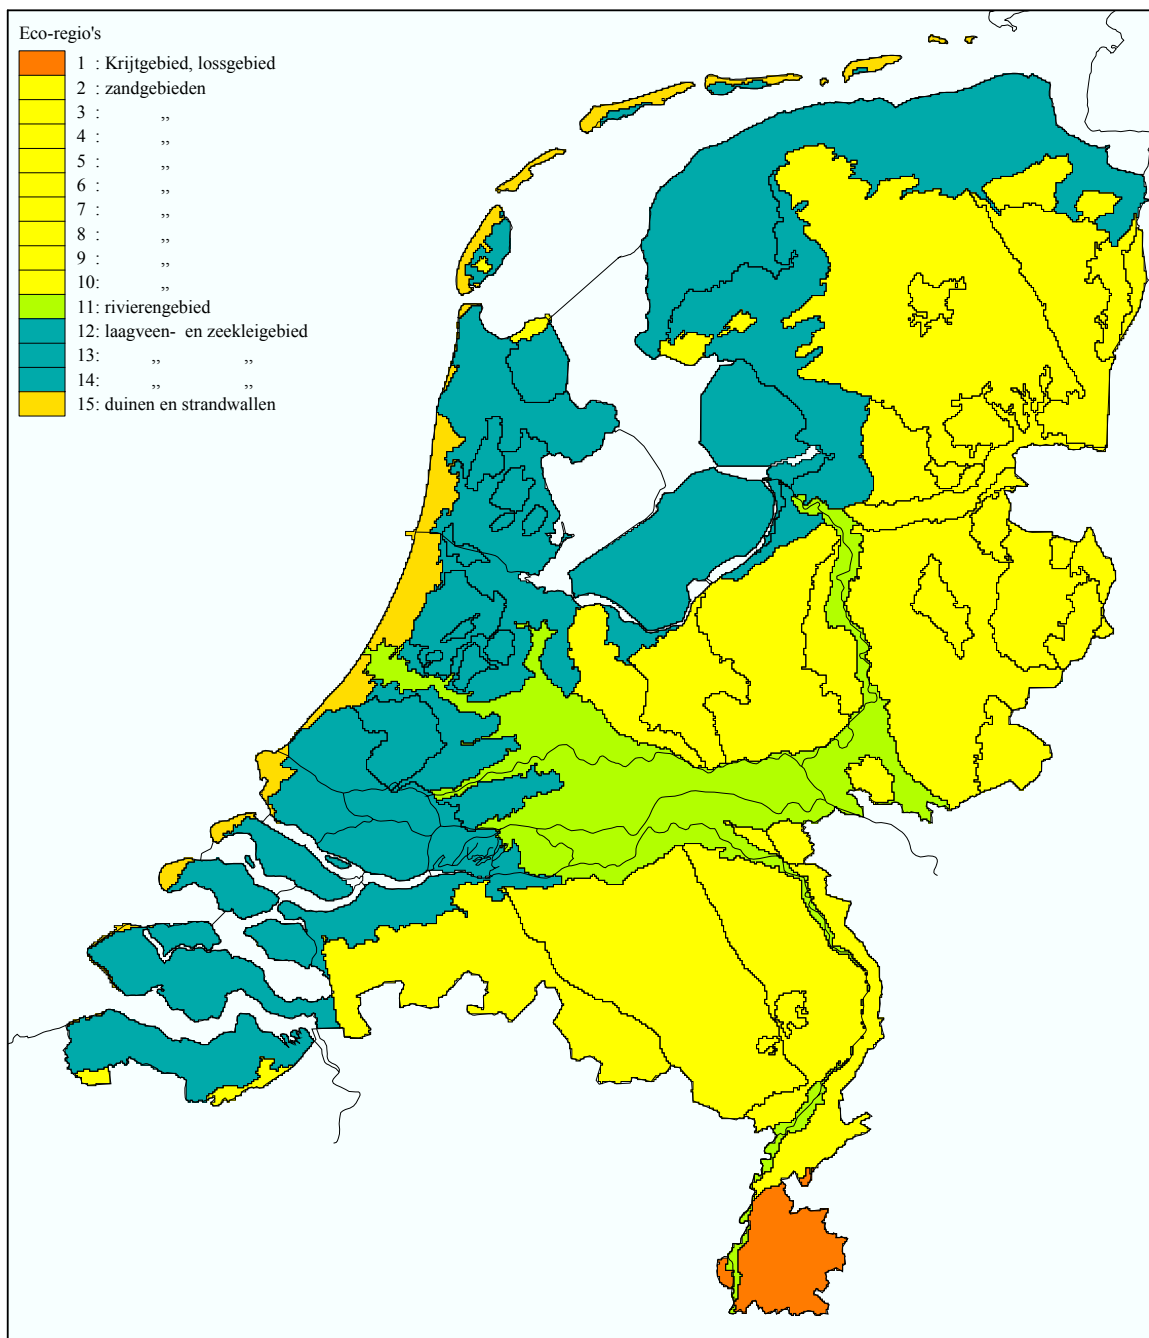 Eco-regio's
1 : Krijtgebied, lossgebied
2 : zandgebieden
3 : ,,
4 : ,,
5 : ,,
6 : ,,
7 : ,,
8 : ,,
9 : ,,
10: ,,
11: rivierengebied
12: laagveen- en zeekleigebied
13: ,, ,,
14: ,, ,,
15: duinen en strandwallen